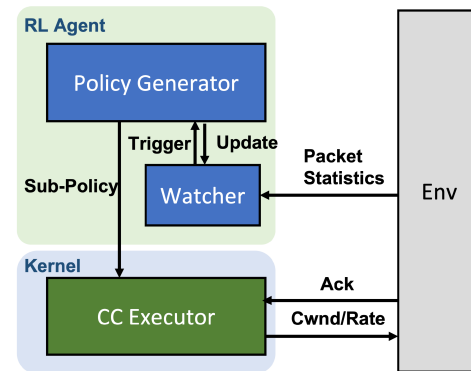 RL Agent
Policy Generator
Trigger
Update
Sub-Policy
Watcher
Packet
Statistics
Env
Kernel
CC Executor
Ack
Cwnd/Rate